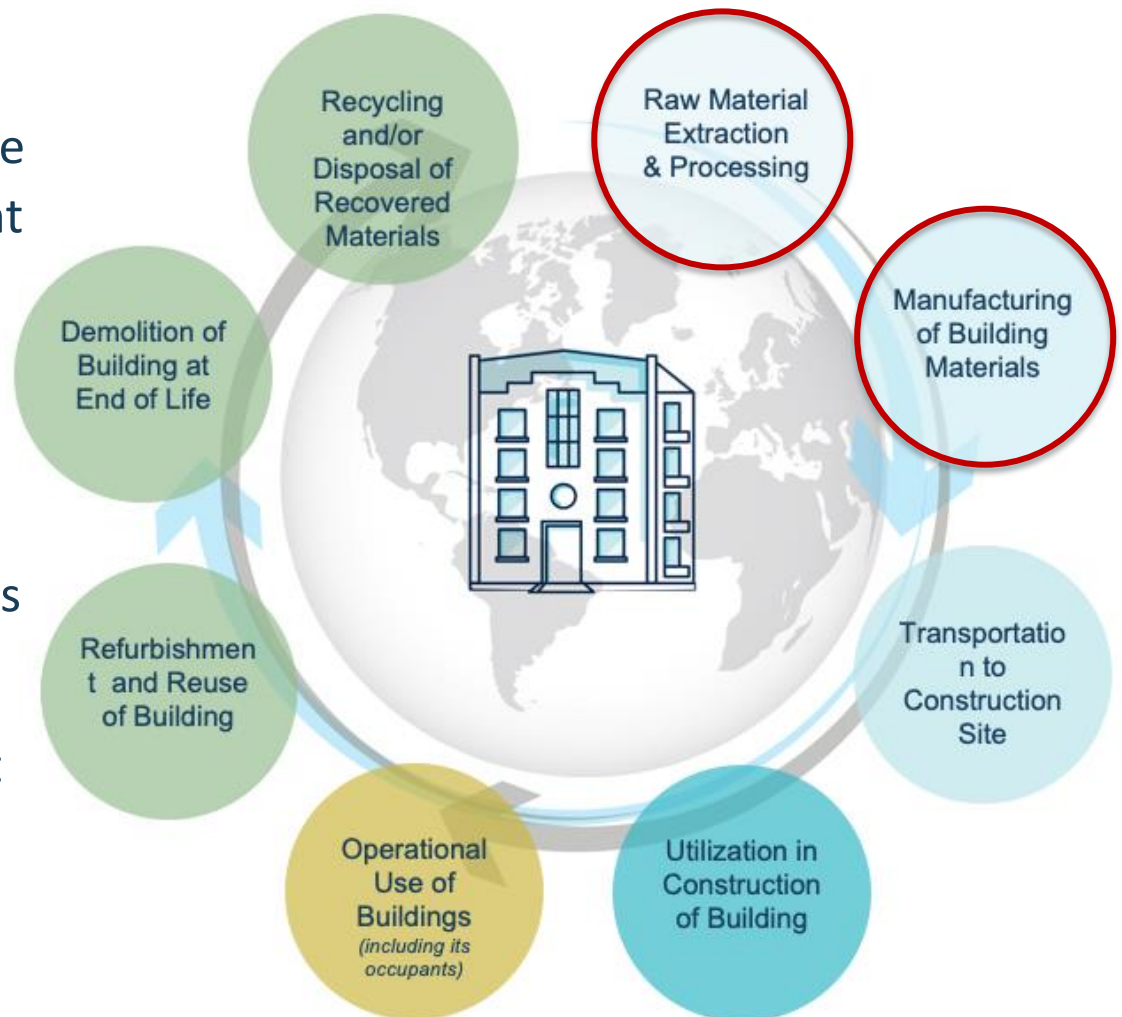 e
nt
s
Recycling
and/or
Disposal of
Recovered
Materials
Raw Material
Extraction
& Processing
Manufacturing
of Building
Materials
Transportatio
n to
Construction
Site
Utilization in
Construction
of Building
Operational
Use of
Buildings
(including its
occupants)
Refurbishmen
t and Reuse
of Building
Demolition of
Building at
End of Life